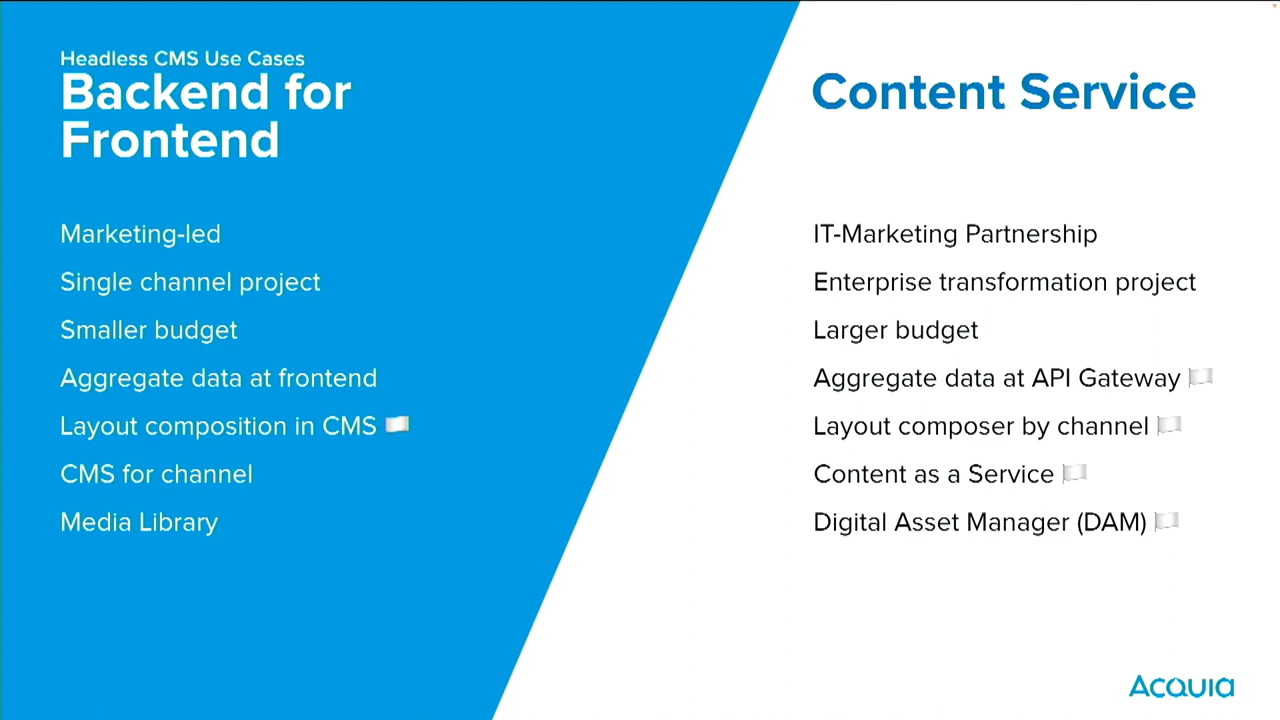 Headless CMS Use Cases
Backend for
Frontend
Marketing-led
Single channel project
Smaller budget
Aggregate data at frontend
Layout composition in CMS 🏳
CMS for channel
Media Library
Content Service
IT-Marketing Partnership
Enterprise transformation project
Larger budget
Aggregate data at API Gateway 🏳
Layout composer by channel 🏳
Content as a Service 🏳
Digital Asset Manager (DAM) 🏳
Acquia